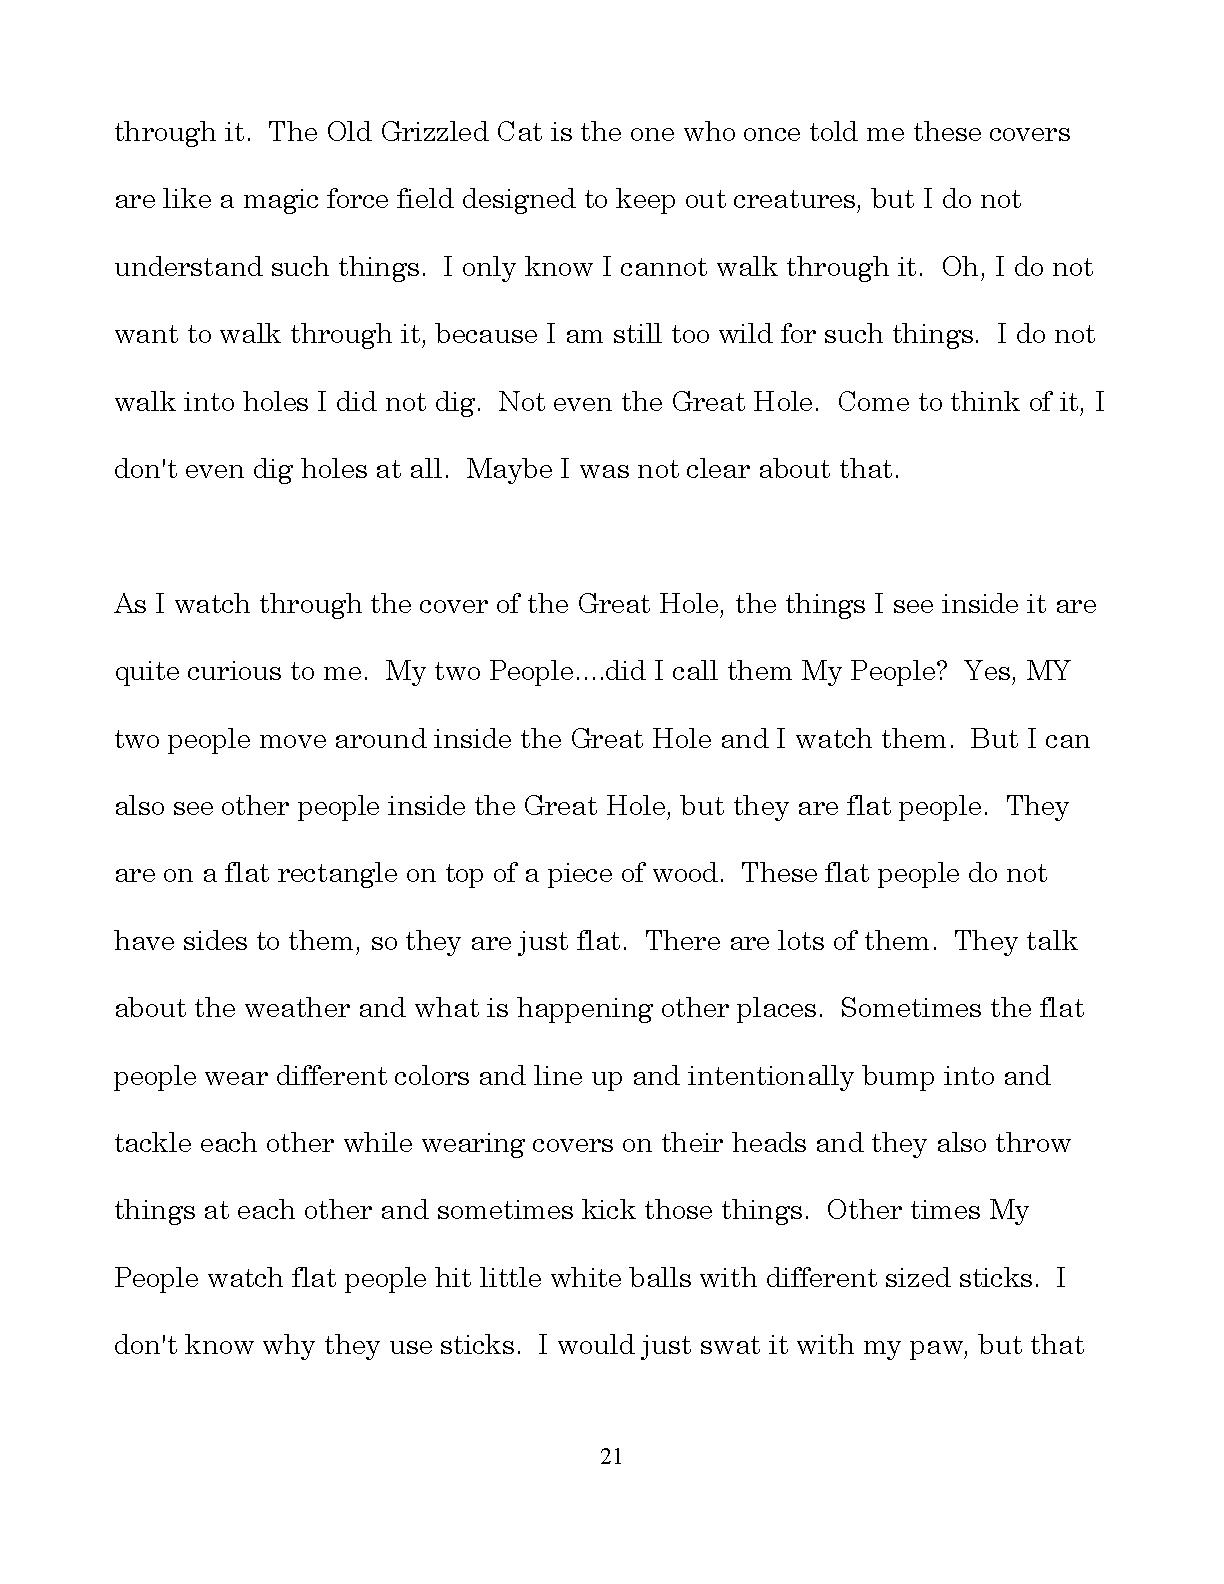 through it.  The Old Grizzled Cat is the one who once told me these covers
are like a magic force field designed to keep out creatures, but I do not
understand such things.  I only know I cannot walk through it.  Oh, I do not
want to walk through it, because I am still too wild for such things.  I do not
walk into holes I did not dig.  Not even the Great Hole.  Come to think of it, I
don't even dig holes at all.  Maybe I was not clear about that.
As I watch through the cover of the Great Hole, the things I see inside it are
quite curious to me.  My two People....did I call them My People?  Yes, MY
two people move around inside the Great Hole and I watch them.  But I can
also see other people inside the Great Hole, but they are flat people.  They
are on a flat rectangle on top of a piece of wood.  These flat people do not
have sides to them, so they are just flat.  There are lots of them.  They talk
about the weather and what is happening other places.  Sometimes the flat
people wear different colors and line up and intentionally bump into and
tackle each other while wearing covers on their heads and they also throw
things at each other and sometimes kick those things.  Other times My
People watch flat people hit little white balls with different sized sticks.  I
don't know why they use sticks.  I would just swat it with my paw, but that
21